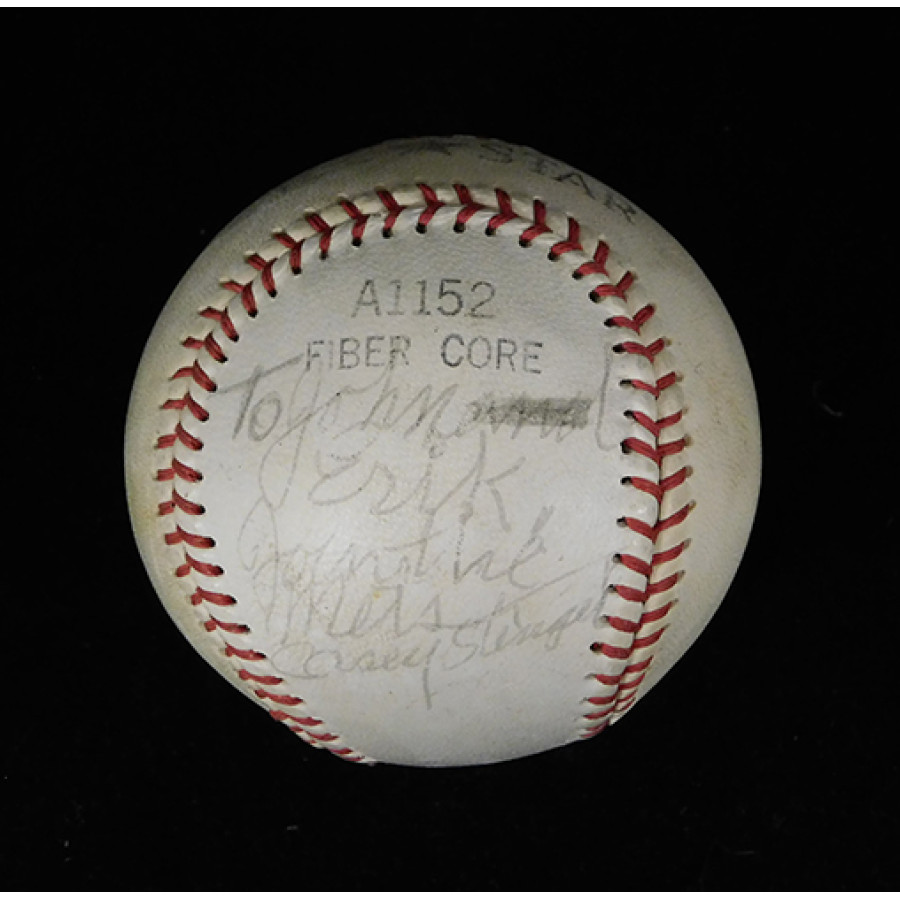 STAR
A1152
FIBER CORE
To John and
Erik
Join the
Mets
Casey Stengel